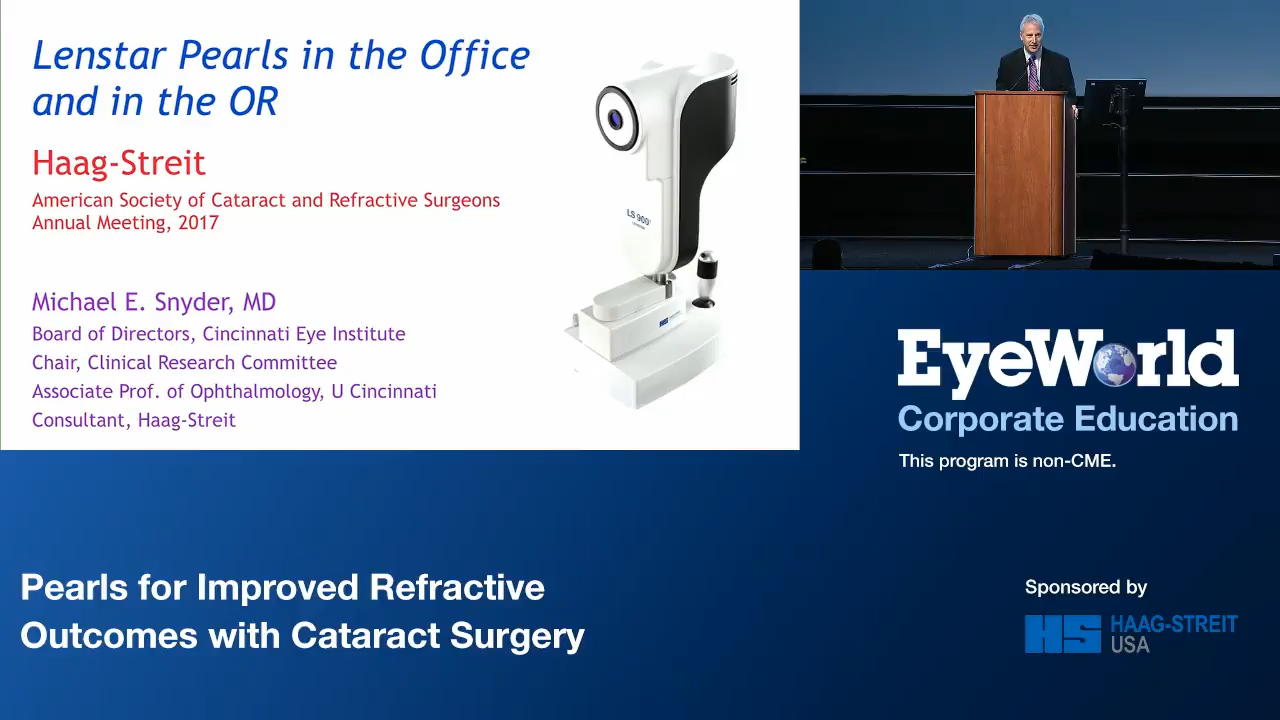 Lenstar Pearls in the Office
and in the OR
Haag-Streit
American Society of Cataract and Refractive Surgeons
Annual Meeting, 2017
Michael E. Snyder, MD
Board of Directors, Cincinnati Eye Institute
Chair, Clinical Research Committee
Associate Prof. of Ophthalmology, U Cincinnati
Consultant, Haag-Streit
LS 900
EyeWorld
Corporate Education
This program is non-CME.
Pearls for Improved Refractive
Outcomes with Cataract Surgery
Sponsored by
HS HAAG-STREIT
USA